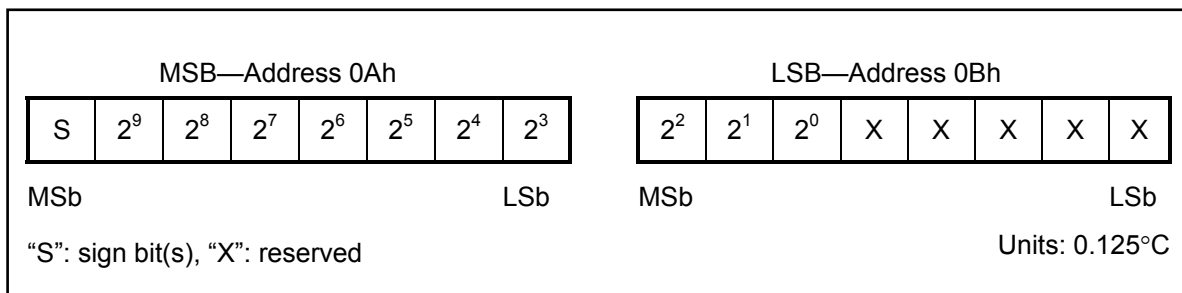 MSB—Address 0Ah LSB—Address 0Bh
S 2⁹ 2⁸ 2⁷ 2⁶ 2⁵ 2⁴ 2³ 2² 2¹ 2⁰ X X X X X
MSb LSb MSb LSb
“S”: sign bit(s), “X”: reserved Units: 0.125°C